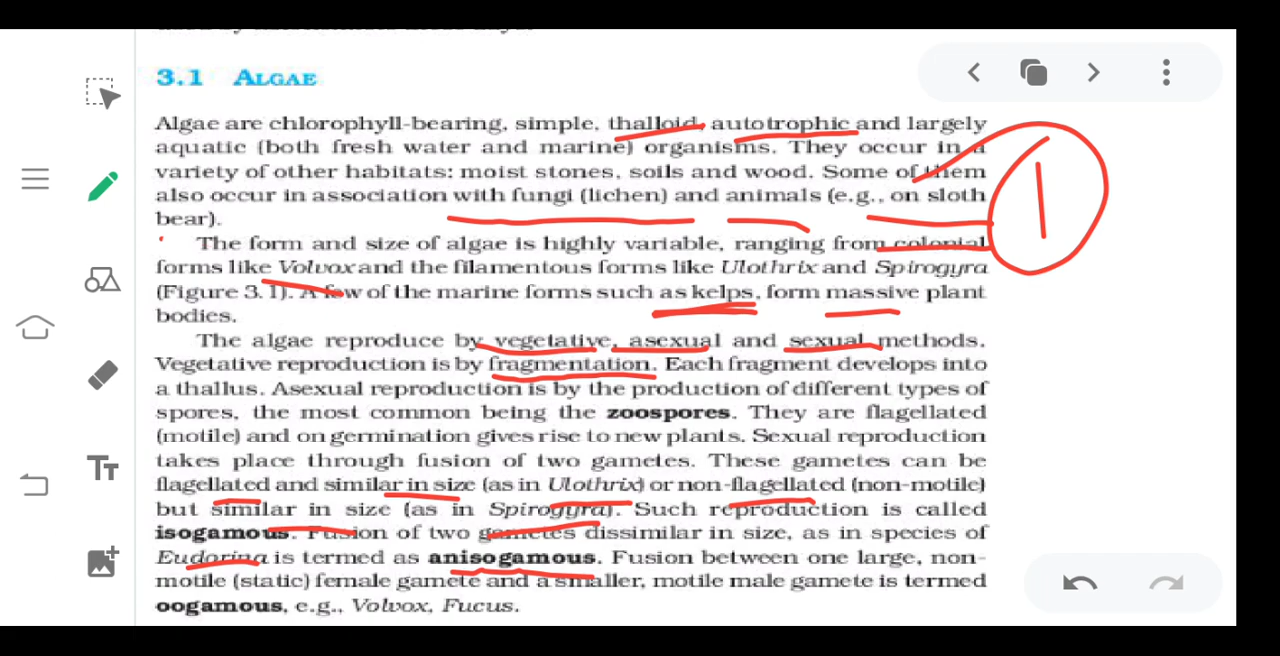 3.1 ALGAE
Algae are chlorophyll-bearing, simple, thalloid, autotrophic and largely
aquatic (both fresh water and marine) organisms. They occur in a
variety of other habitats: moist stones, soils and wood. Some of them
also occur in association with fungi (lichen) and animals (e.g., on sloth
bear).
The form and size of algae is highly variable, ranging from colonial
forms like Volvox and the filamentous forms like Ulothrix and Spirogyra
(Figure 3.1). A few of the marine forms such as kelps, form massive plant
bodies.
The algae reproduce by vegetative, asexual and sexual methods.
Vegetative reproduction is by fragmentation. Each fragment develops into
a thallus. Asexual reproduction is by the production of different types of
spores, the most common being the zoospores. They are flagellated
(motile) and on germination gives rise to new plants. Sexual reproduction
takes place through fusion of two gametes. These gametes can be
flagellated and similar in size (as in Ulothrix) or non-flagellated (non-motile)
but similar in size (as in Spirogyra). Such reproduction is called
isogamous. Fusion of two gametes dissimilar in size, as in species of
Eudorina is termed as anisogamous. Fusion between one large, non-
motile (static) female gamete and a smaller, motile male gamete is termed
oogamous, e.g., Volvox, Fucus.
1
TT